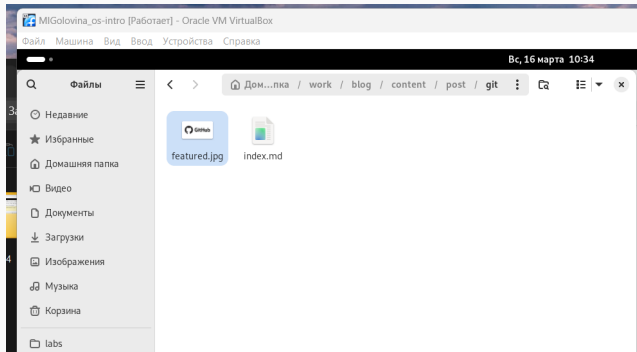 MIGolovina_os-intro [Работает] - Oracle VM VirtualBox
Файл Машина Вид Ввод Устройства Справка
Вс, 16 марта 10:34
Файлы
Дом...пка / work / blog / content / post / git
За
Недавние
Избранные
Домашняя папка
Видео
Документы
Загрузки
4
Изображения
Музыка
Корзина
labs
GitHub
featured.jpg
index.md